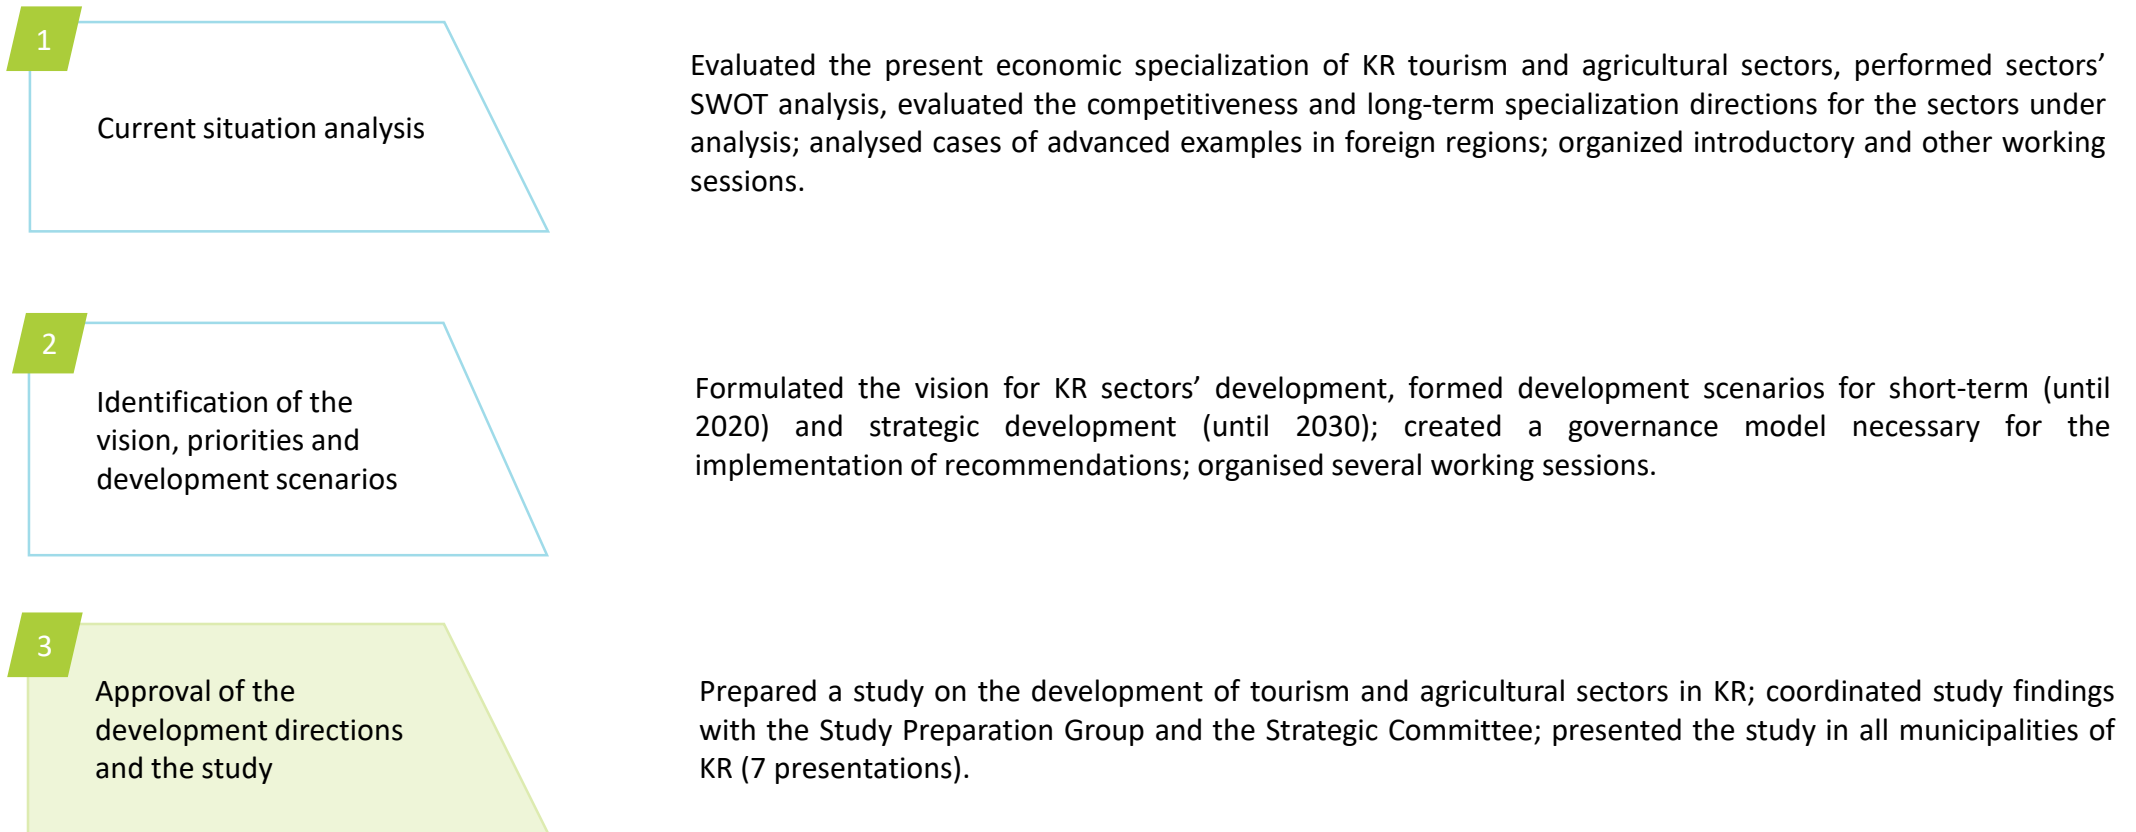 1
Current situation analysis
Evaluated the present economic specialization of KR tourism and agricultural sectors, performed sectors’
SWOT analysis, evaluated the competitiveness and long-term specialization directions for the sectors under
analysis; analysed cases of advanced examples in foreign regions; organized introductory and other working
sessions.
2
Identification of the
vision, priorities and
development scenarios
Formulated the vision for KR sectors’ development, formed development scenarios for short-term (until
2020) and strategic development (until 2030); created a governance model necessary for the
implementation of recommendations; organised several working sessions.
3
Approval of the
development directions
and the study
Prepared a study on the development of tourism and agricultural sectors in KR; coordinated study findings
with the Study Preparation Group and the Strategic Committee; presented the study in all municipalities of
KR (7 presentations).